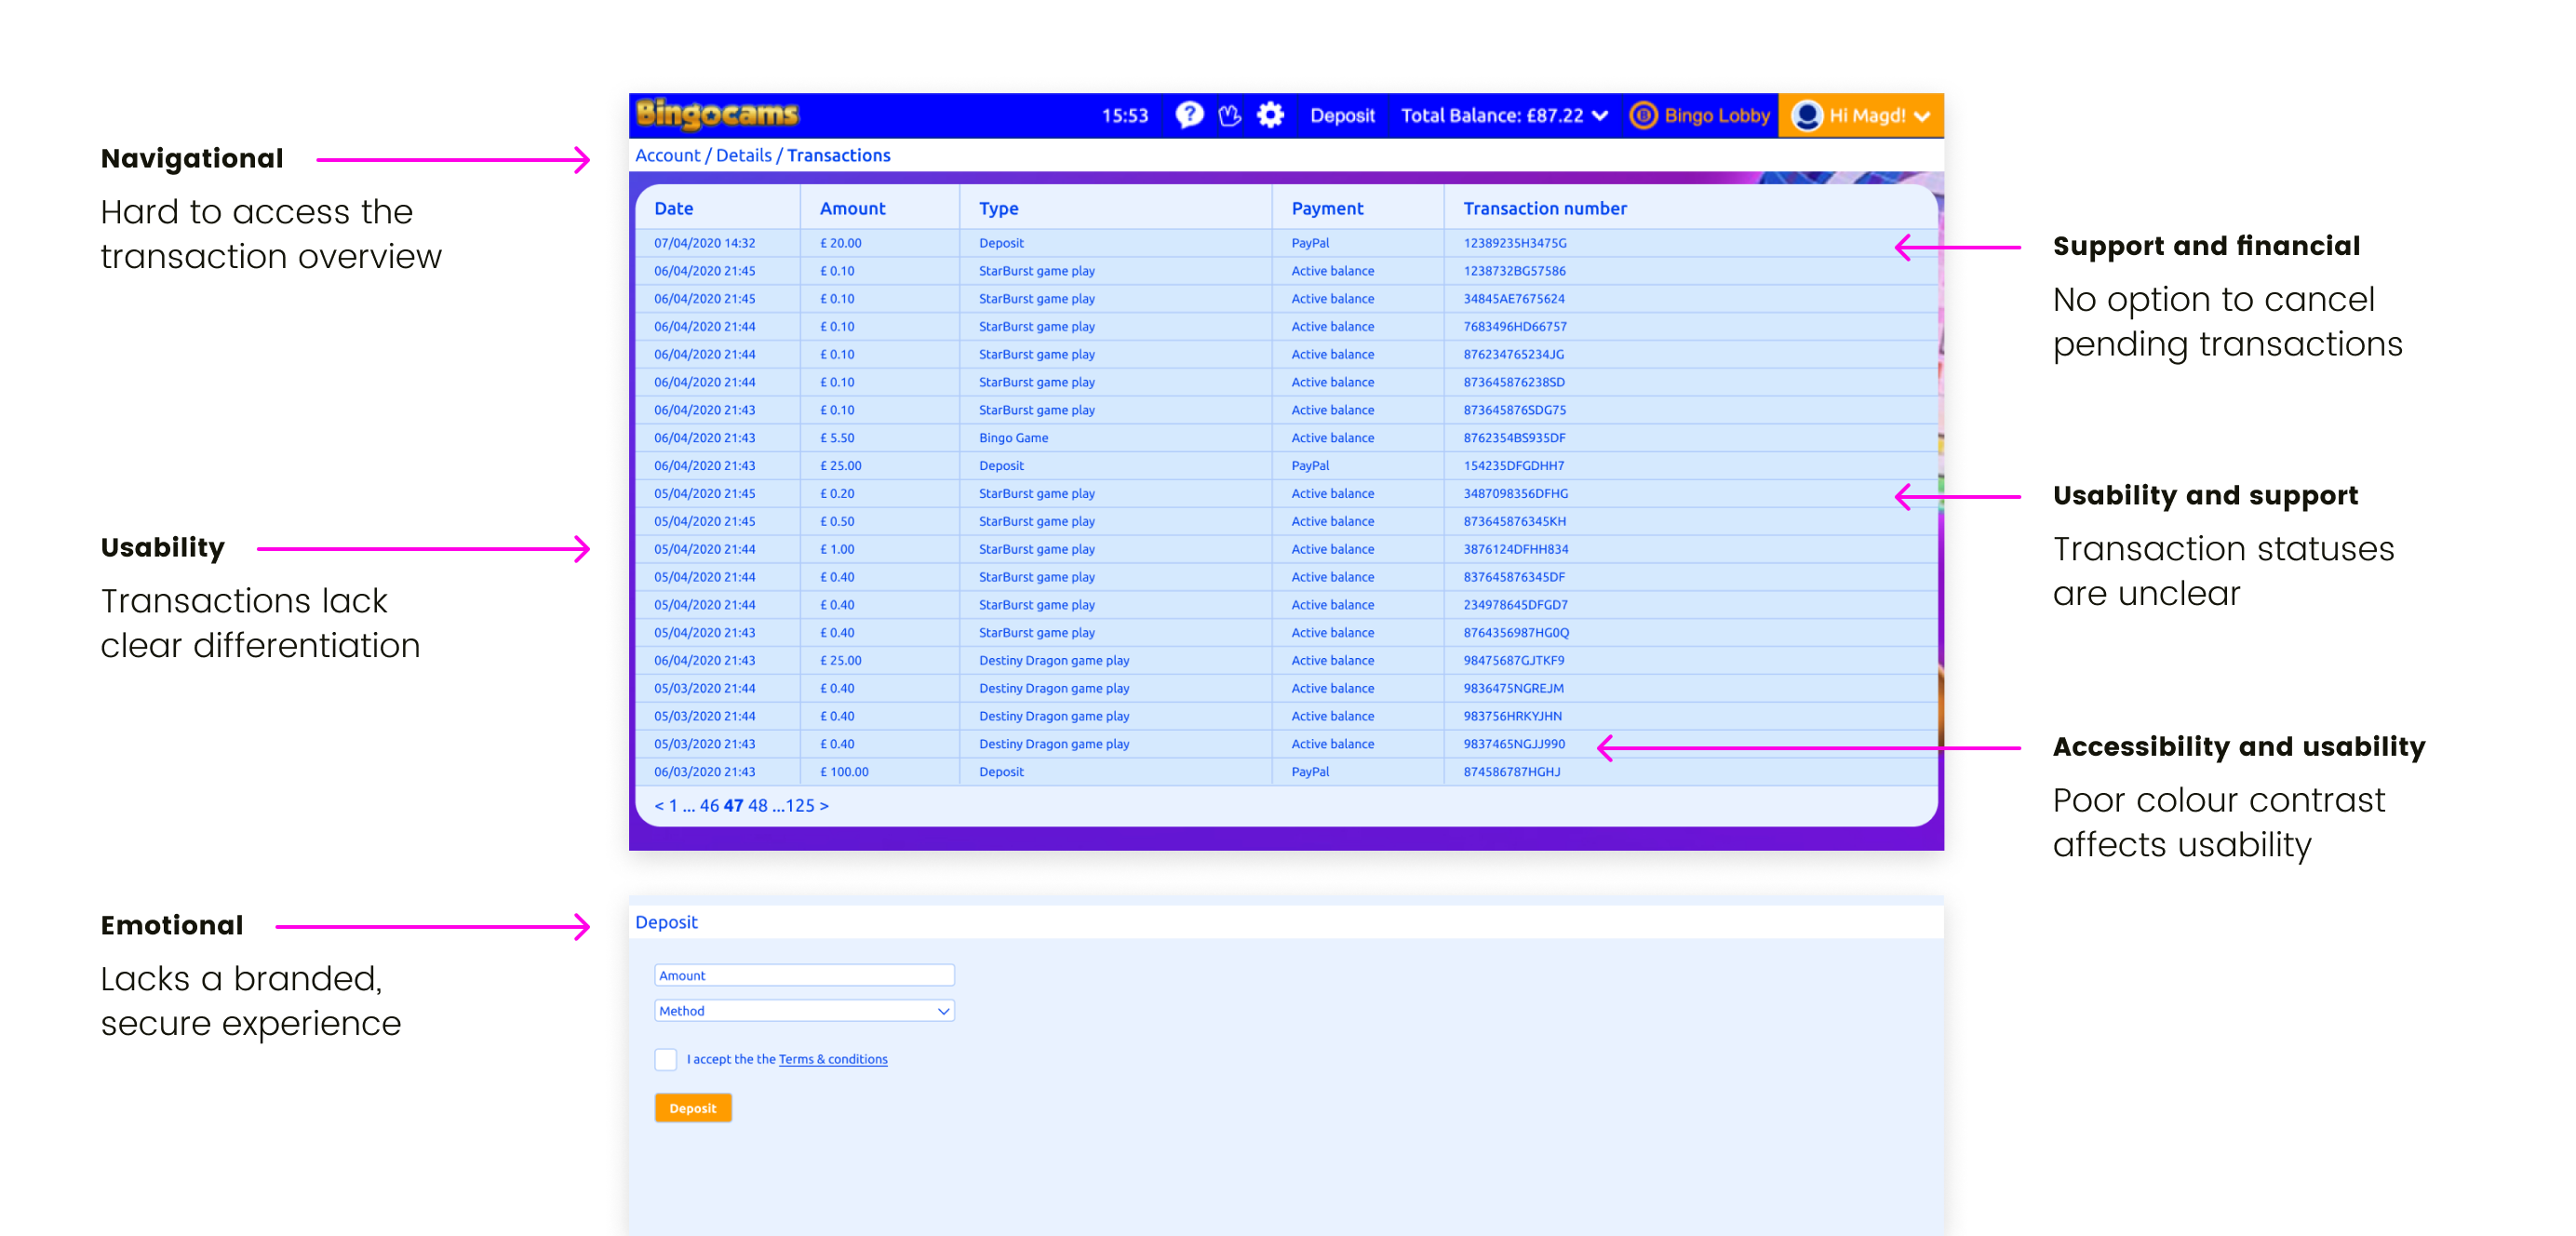 Bingocams
15:53 ? Deposit Total Balance: £87.22 B Bingo Lobby Hi Magd!
Navigational
Hard to access the
transaction overview
Usability
Transactions lack
clear differentiation
Emotional
Lacks a branded,
secure experience
Account / Details / Transactions
Date Amount Type Payment Transaction number
07/04/2020 14:32 £ 20.00 Deposit PayPal 12389235H3475G
06/04/2020 21:45 £ 0.10 StarBurst game play Active balance 1238732BG57586
06/04/2020 21:45 £ 0.10 StarBurst game play Active balance 34845AE7675624
06/04/2020 21:44 £ 0.10 StarBurst game play Active balance 7683496HD66757
06/04/2020 21:44 £ 0.10 StarBurst game play Active balance 876234765234JG
06/04/2020 21:44 £ 0.10 StarBurst game play Active balance 873645876238SD
06/04/2020 21:43 £ 0.10 StarBurst game play Active balance 873645876SDG75
06/04/2020 21:43 £ 5.50 Bingo Game Active balance 8762354BS935DF
06/04/2020 21:43 £ 25.00 Deposit PayPal 154235DFGDHH7
05/04/2020 21:45 £ 0.20 StarBurst game play Active balance 3487098356DFHG
05/04/2020 21:45 £ 0.50 StarBurst game play Active balance 873645876345KH
05/04/2020 21:44 £ 1.00 StarBurst game play Active balance 3876124DFHH834
05/04/2020 21:44 £ 0.40 StarBurst game play Active balance 837645876345DF
05/04/2020 21:44 £ 0.40 StarBurst game play Active balance 234978645DFGD7
05/04/2020 21:43 £ 0.40 StarBurst game play Active balance 8764356987HG0Q
06/04/2020 21:43 £ 25.00 Destiny Dragon game play Active balance 98475687GJTKF9
05/03/2020 21:44 £ 0.40 Destiny Dragon game play Active balance 9836475NGREJM
05/03/2020 21:44 £ 0.40 Destiny Dragon game play Active balance 983756HRKYJHN
05/03/2020 21:43 £ 0.40 Destiny Dragon game play Active balance 9837465NGJJ990
06/03/2020 21:43 £ 100.00 Deposit PayPal 874586787HGHJ
< 1 ... 46 47 48 ...125 >
Deposit
Amount
Method
I accept the the Terms & conditions
Deposit
Support and financial
No option to cancel
pending transactions
Usability and support
Transaction statuses
are unclear
Accessibility and usability
Poor colour contrast
affects usability